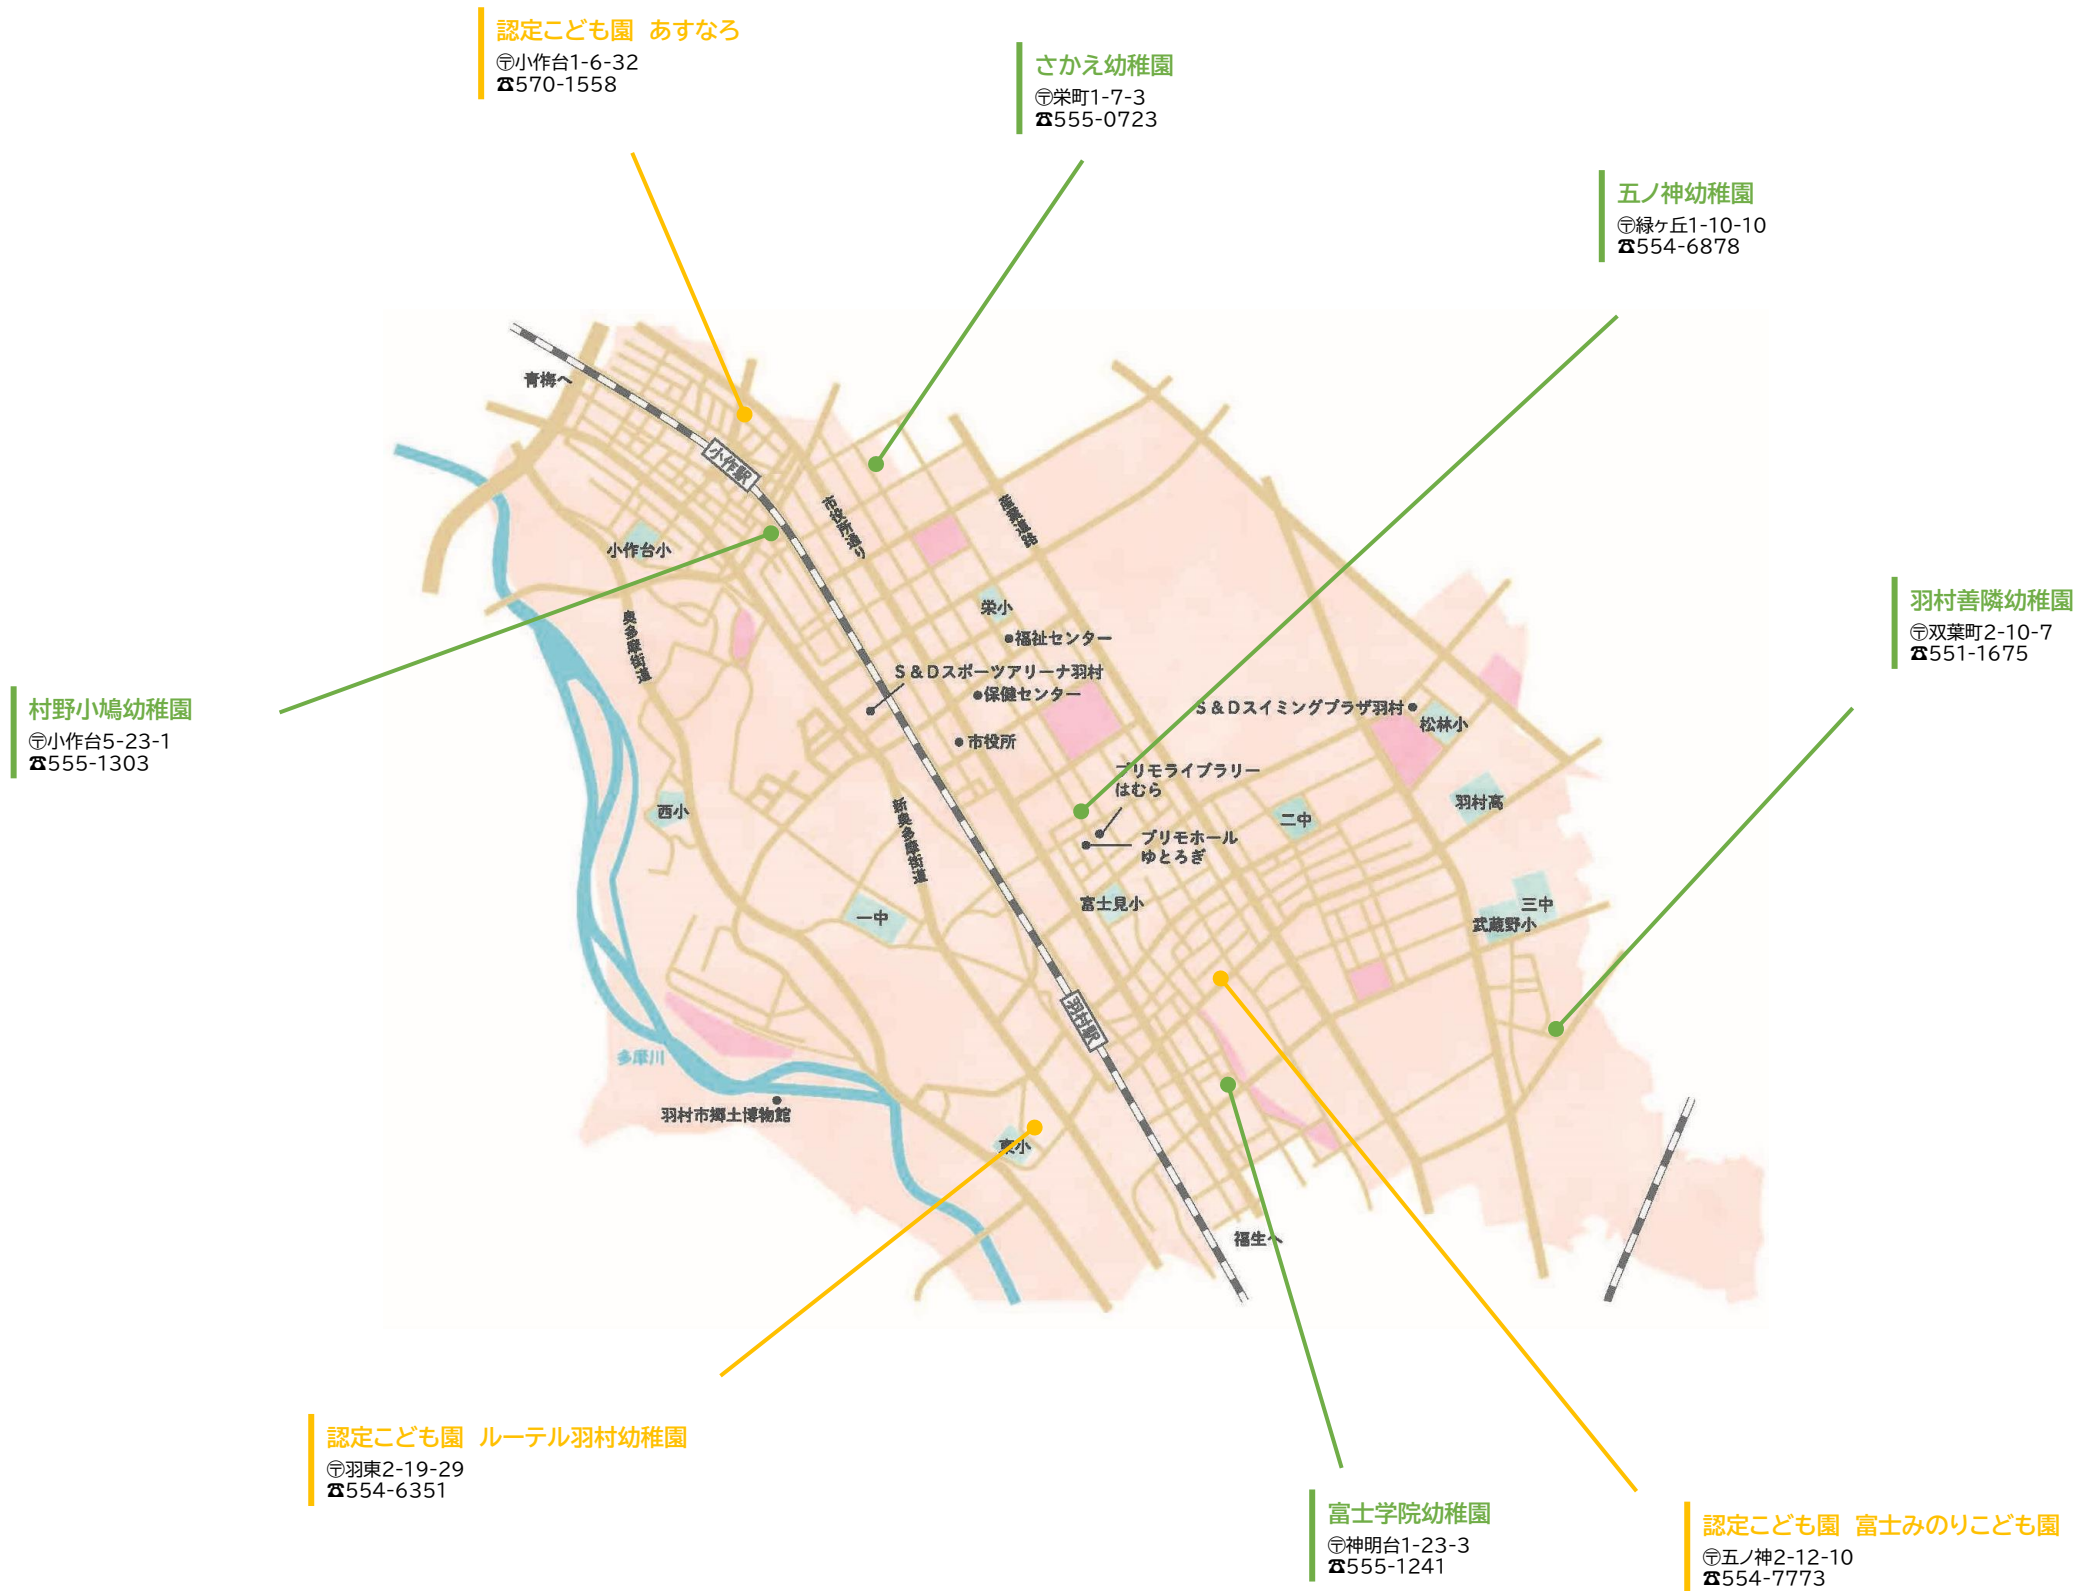 認定こども園 あすなろ
〶小作台1-6-32
☎570-1558
さかえ幼稚園
〶栄町1-7-3
☎555-0723
五ノ神幼稚園
〶緑ヶ丘1-10-10
☎554-6878
羽村善隣幼稚園
〶双葉町2-10-7
☎551-1675
村野小鳩幼稚園
〶小作台5-23-1
☎555-1303
青梅へ
小作駅
市役所通り
産業道路
小作台小
奥多摩街道
栄小
福祉センター
S&Dスポーツアリーナ羽村
保健センター
市役所
S&Dスイミングプラザ羽村
松林小
プリモライブラリー
はむら
西小
新奥多摩街道
プリモホール
ゆとろぎ
二中
羽村高
富士見小
一中
三中
武蔵野小
羽村駅
多摩川
羽村市郷土博物館
東小
福生へ
認定こども園 ルーテル羽村幼稚園
〶羽東2-19-29
☎554-6351
富士学院幼稚園
〶神明台1-23-3
☎555-1241
認定こども園 富士みのりこども園
〶五ノ神2-12-10
☎554-7773